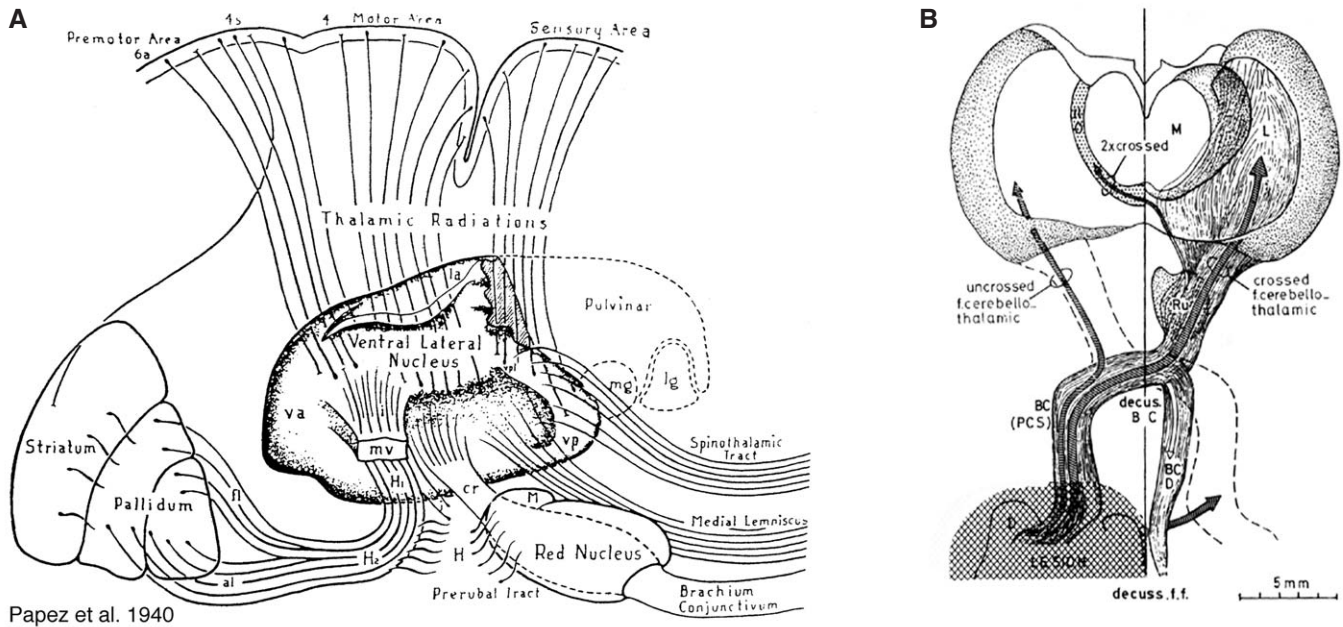 A
4s
4
Motor Area
Sensory Area
Premotor Area
6a
Thalamic Radiations
la
Pulvinar
Ventral Lateral
Nucleus
mg
lg
va
mv
vp
Striatum
Pallidum
fl
al
H1
H2
H
cr
M
Red Nucleus
Prerubal Tract
Spinothalamic
Tract
Medial Lemniscus
Brachium
Conjunctivum
Papez et al. 1940
B
M
L
2xcrossed
uncrossed
f.cerebello-
thalamic
Ru
crossed
f.cerebello-
thalamic
BC
(PCS)
decus.
B C
BC
D
D
LESION
decuss.f.f.
5mm